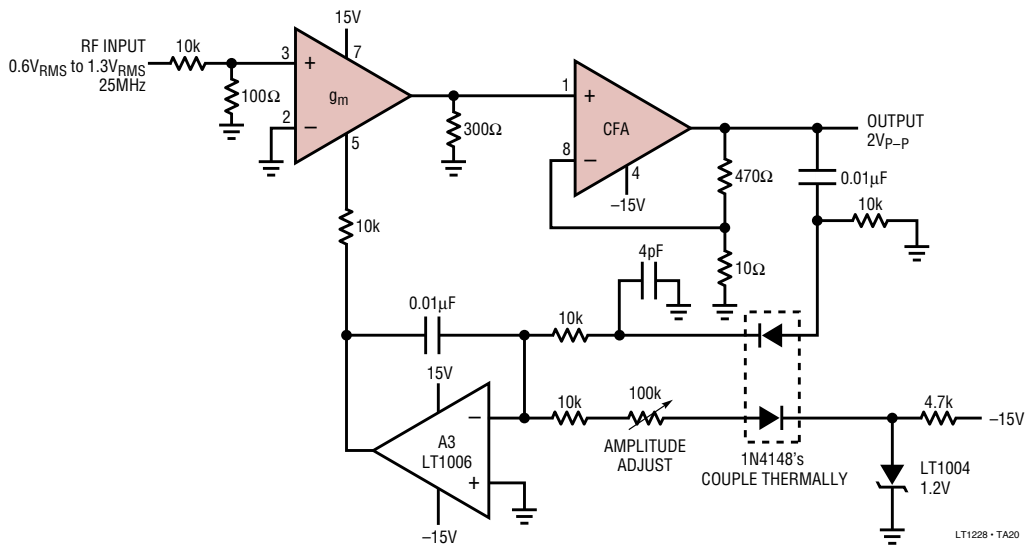 15V
RF INPUT
0.6VRMS to 1.3VRMS
25MHz
10k
3
+
7
gm
100Ω
2
−
5
300Ω
1
+
CFA
8
−
4
−15V
OUTPUT
2VP–P
470Ω
0.01µF
10k
10k
10Ω
4pF
0.01µF
10k
15V
−
A3
LT1006
+
−15V
10k
100k
AMPLITUDE
ADJUST
1N4148's
COUPLE THERMALLY
4.7k
−15V
LT1004
1.2V
LT1228 • TA20